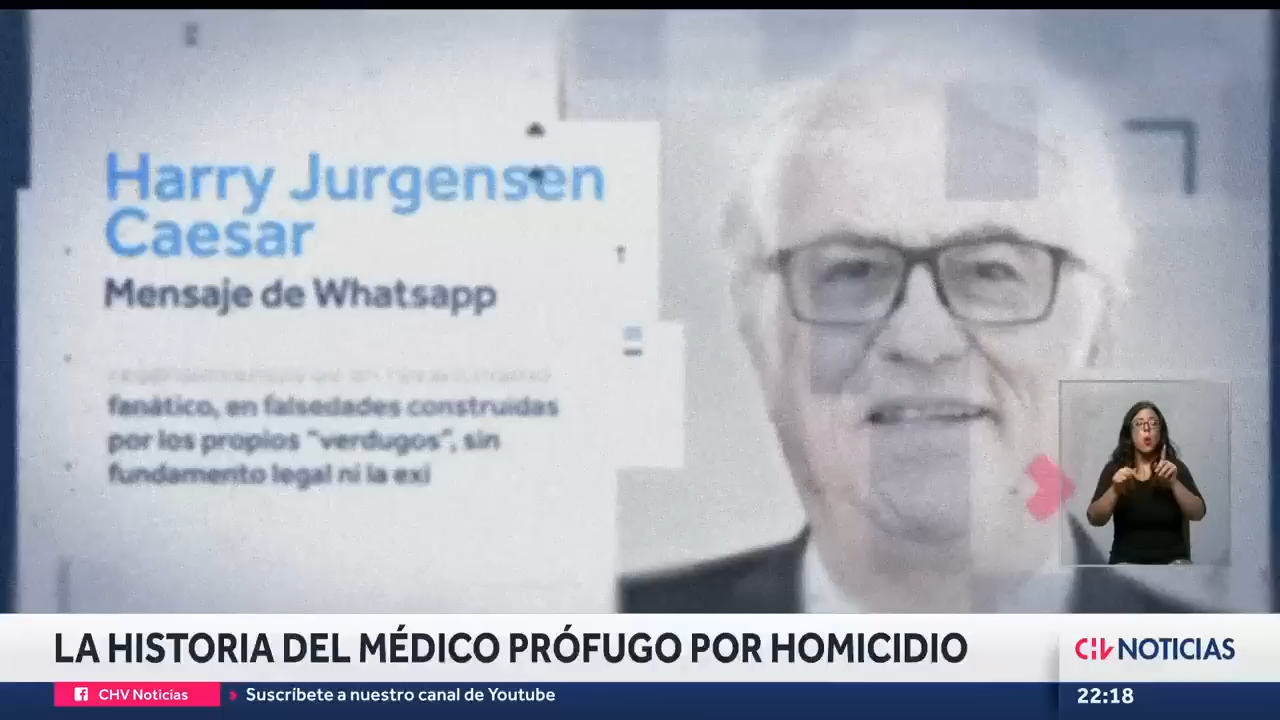 Harry Jurgensen
Caesar
Mensaje de Whatsapp
fanático, en falsedades construidas
por los propios "verdugos", sin
fundamento legal ni la exi
LA HISTORIA DEL MÉDICO PRÓFUGO POR HOMICIDIO
CHV NOTICIAS
CHV Noticias
Suscríbete a nuestro canal de Youtube
22:18